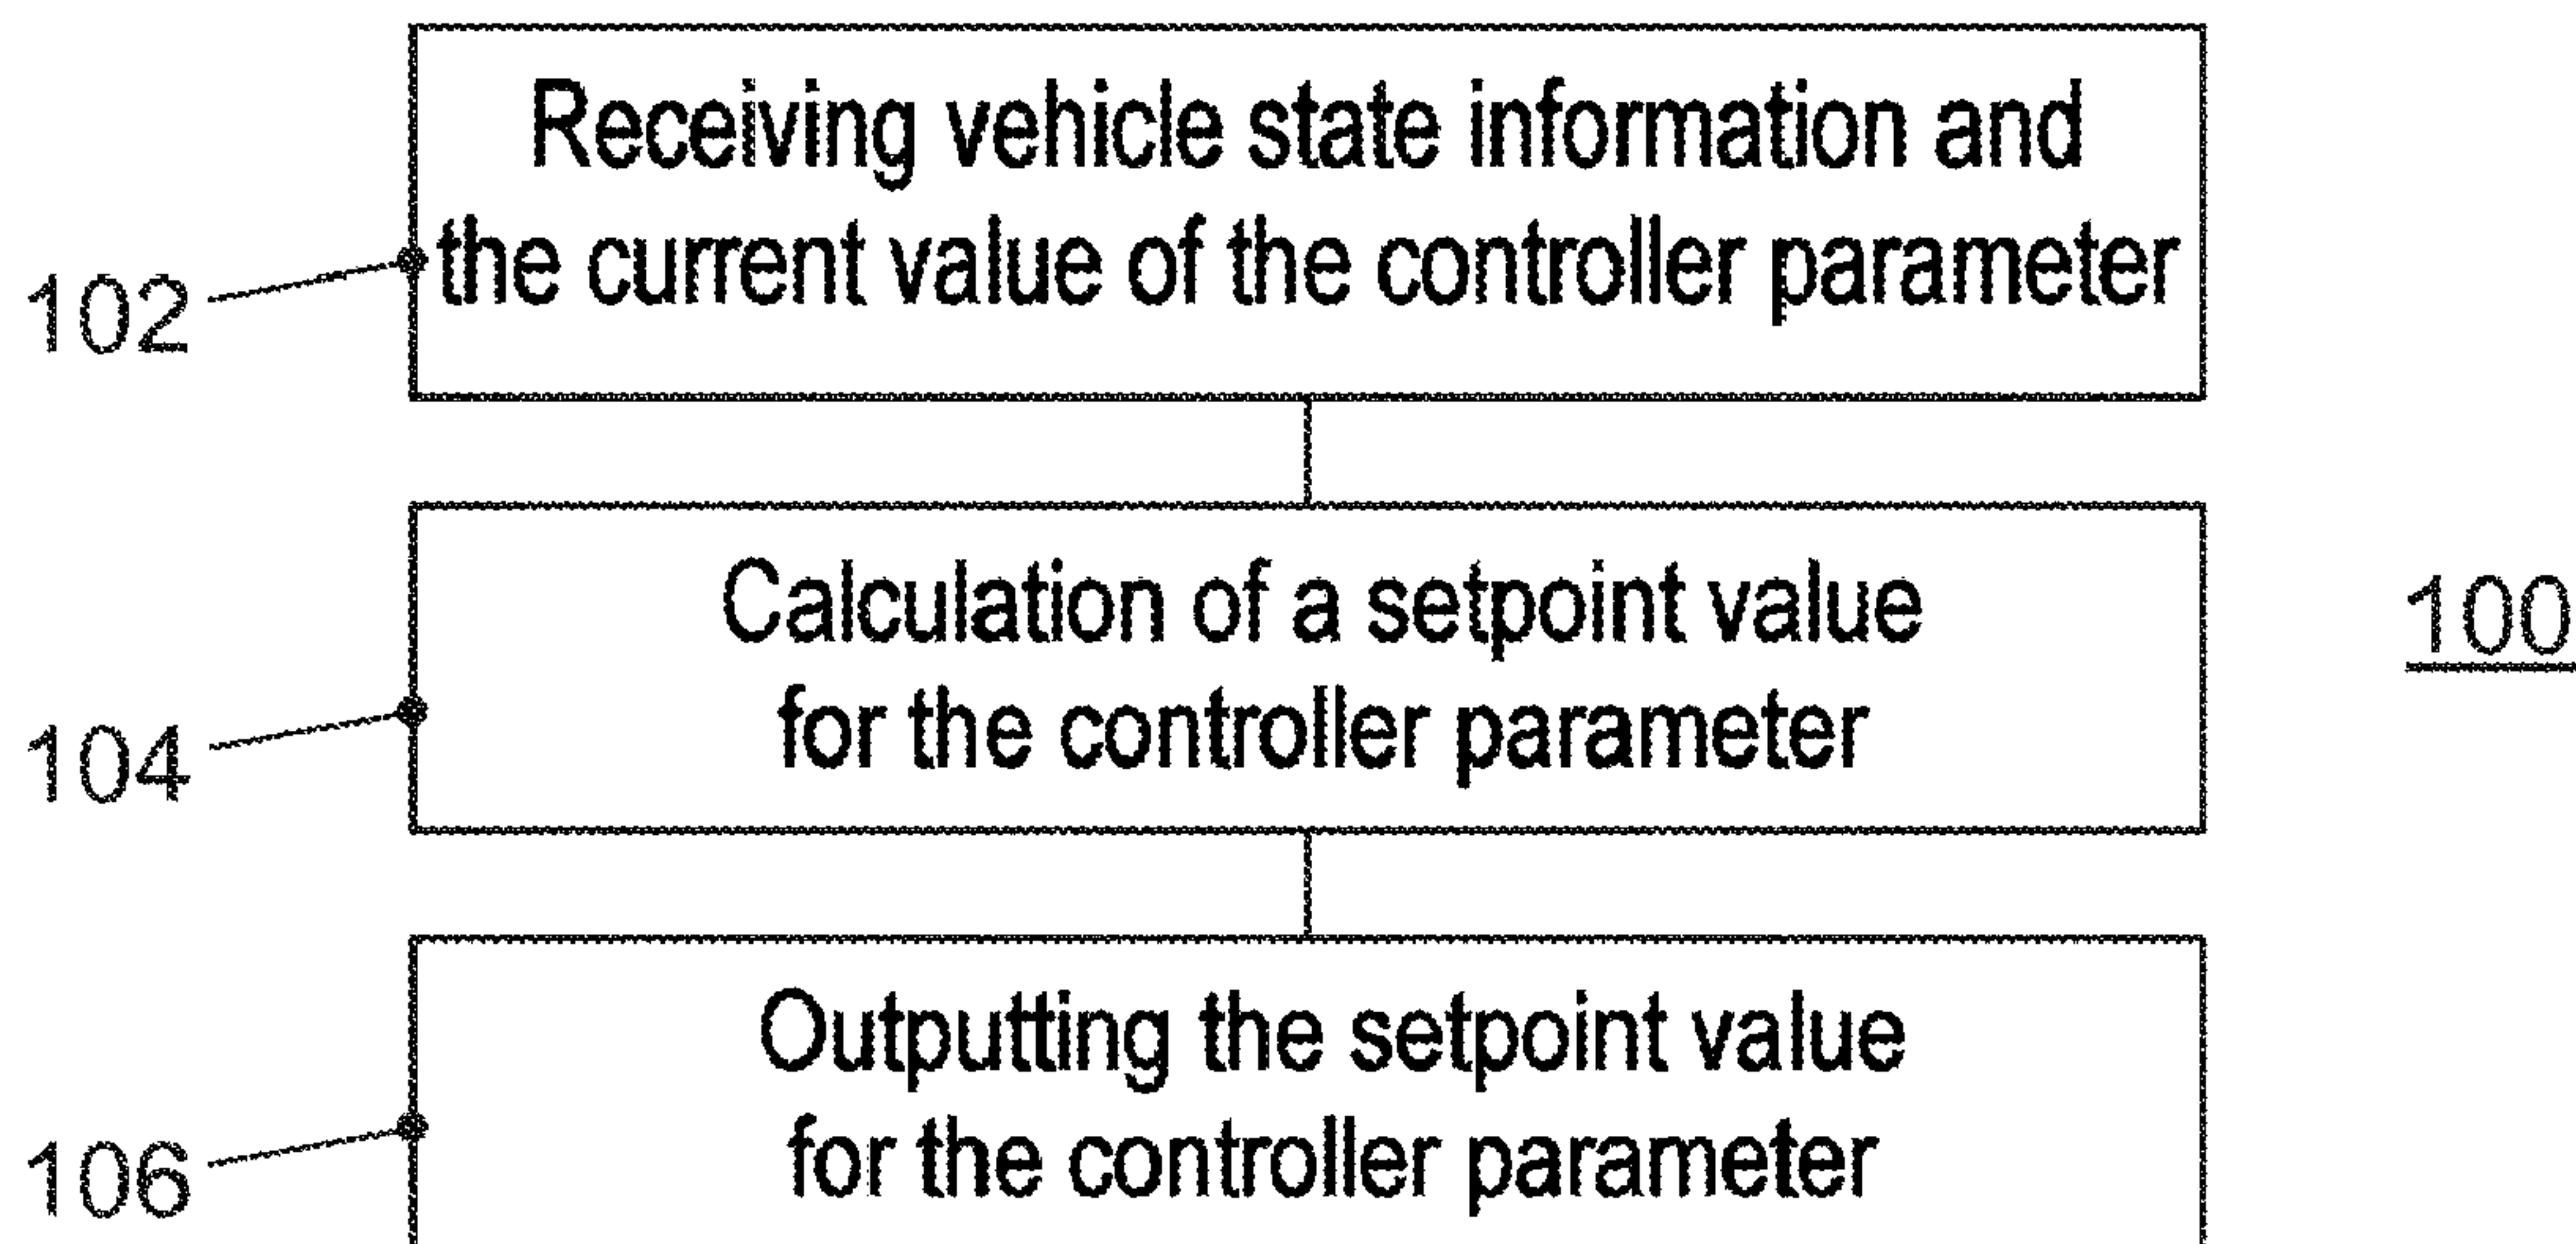 Receiving vehicle state information and
the current value of the controller parameter
102
Calculation of a setpoint value
for the controller parameter
104
100
Outputting the setpoint value
for the controller parameter
106